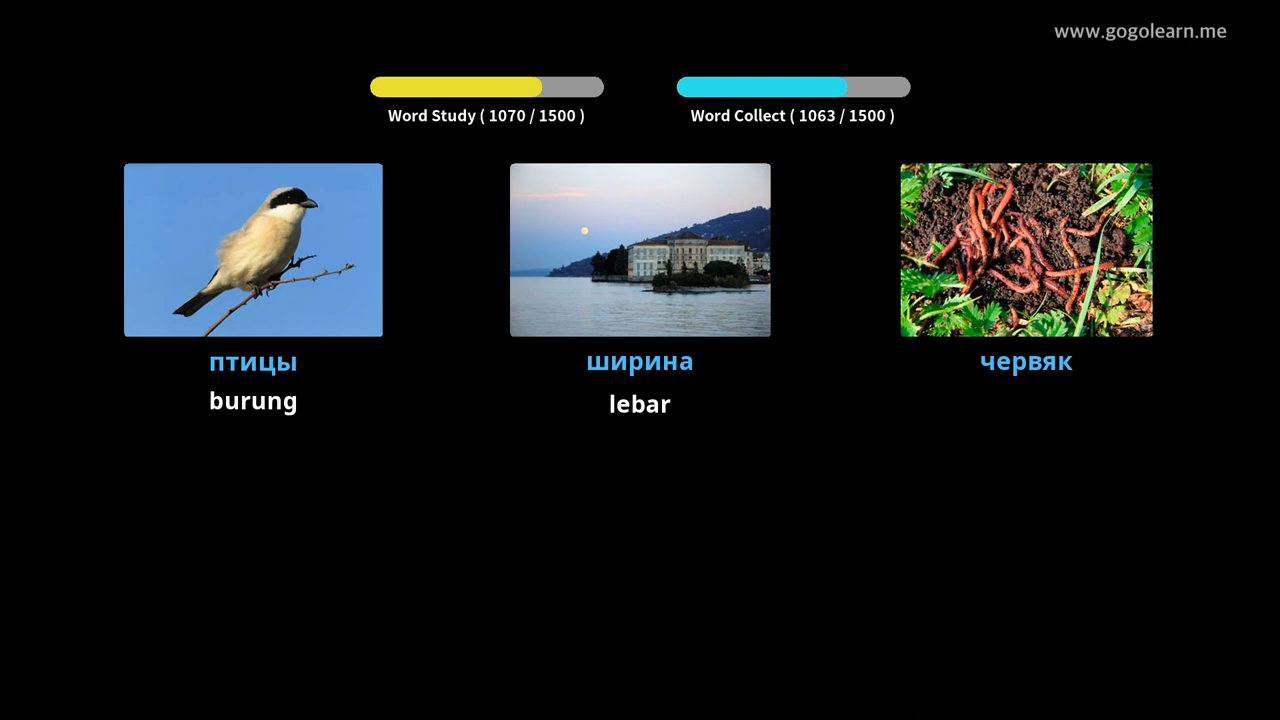 www.gogolearn.me
Word Study ( 1070 / 1500 )
Word Collect ( 1063 / 1500 )
птицы
ширина
червяк
burung
lebar